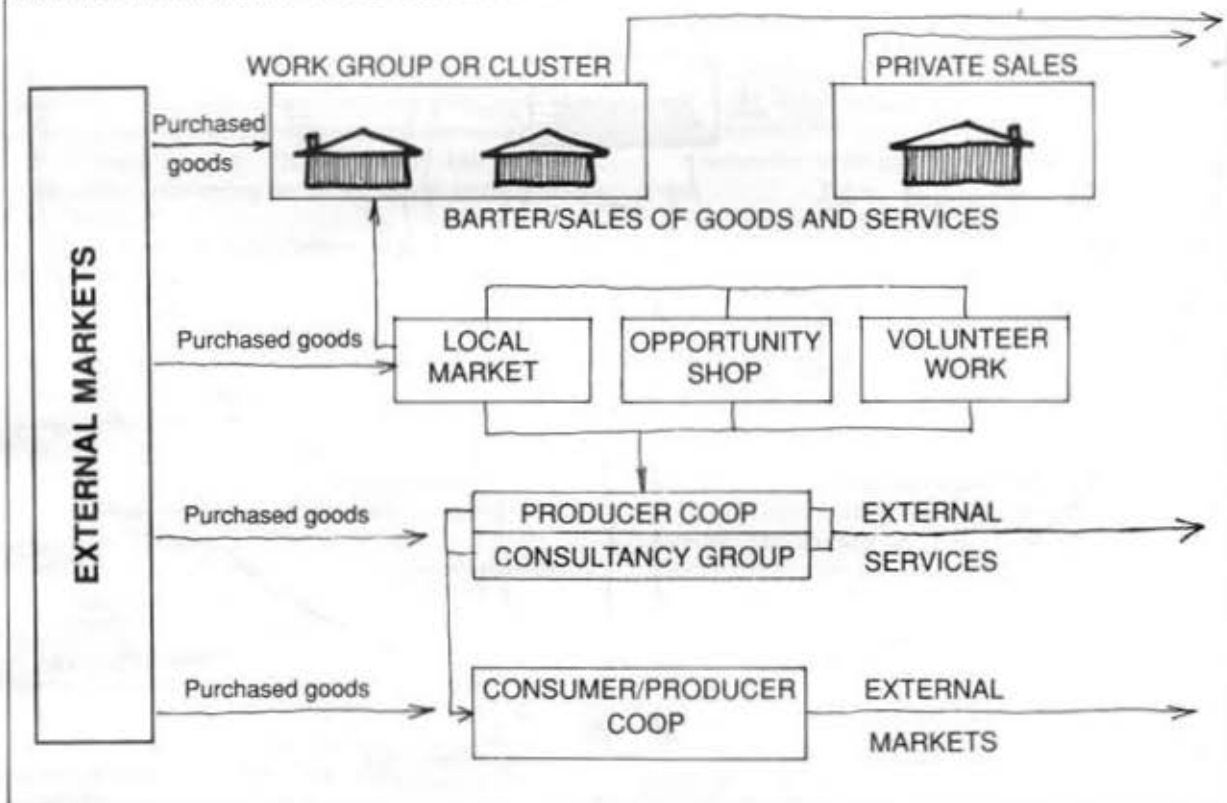 WORK GROUP OR CLUSTER
PRIVATE SALES
Purchased
goods
BARTER/SALES OF GOODS AND SERVICES
EXTERNAL MARKETS
Purchased goods
LOCAL
MARKET
OPPORTUNITY
SHOP
VOLUNTEER
WORK
Purchased goods
PRODUCER COOP
CONSULTANCY GROUP
EXTERNAL
SERVICES
Purchased goods
CONSUMER/PRODUCER
COOP
EXTERNAL
MARKETS